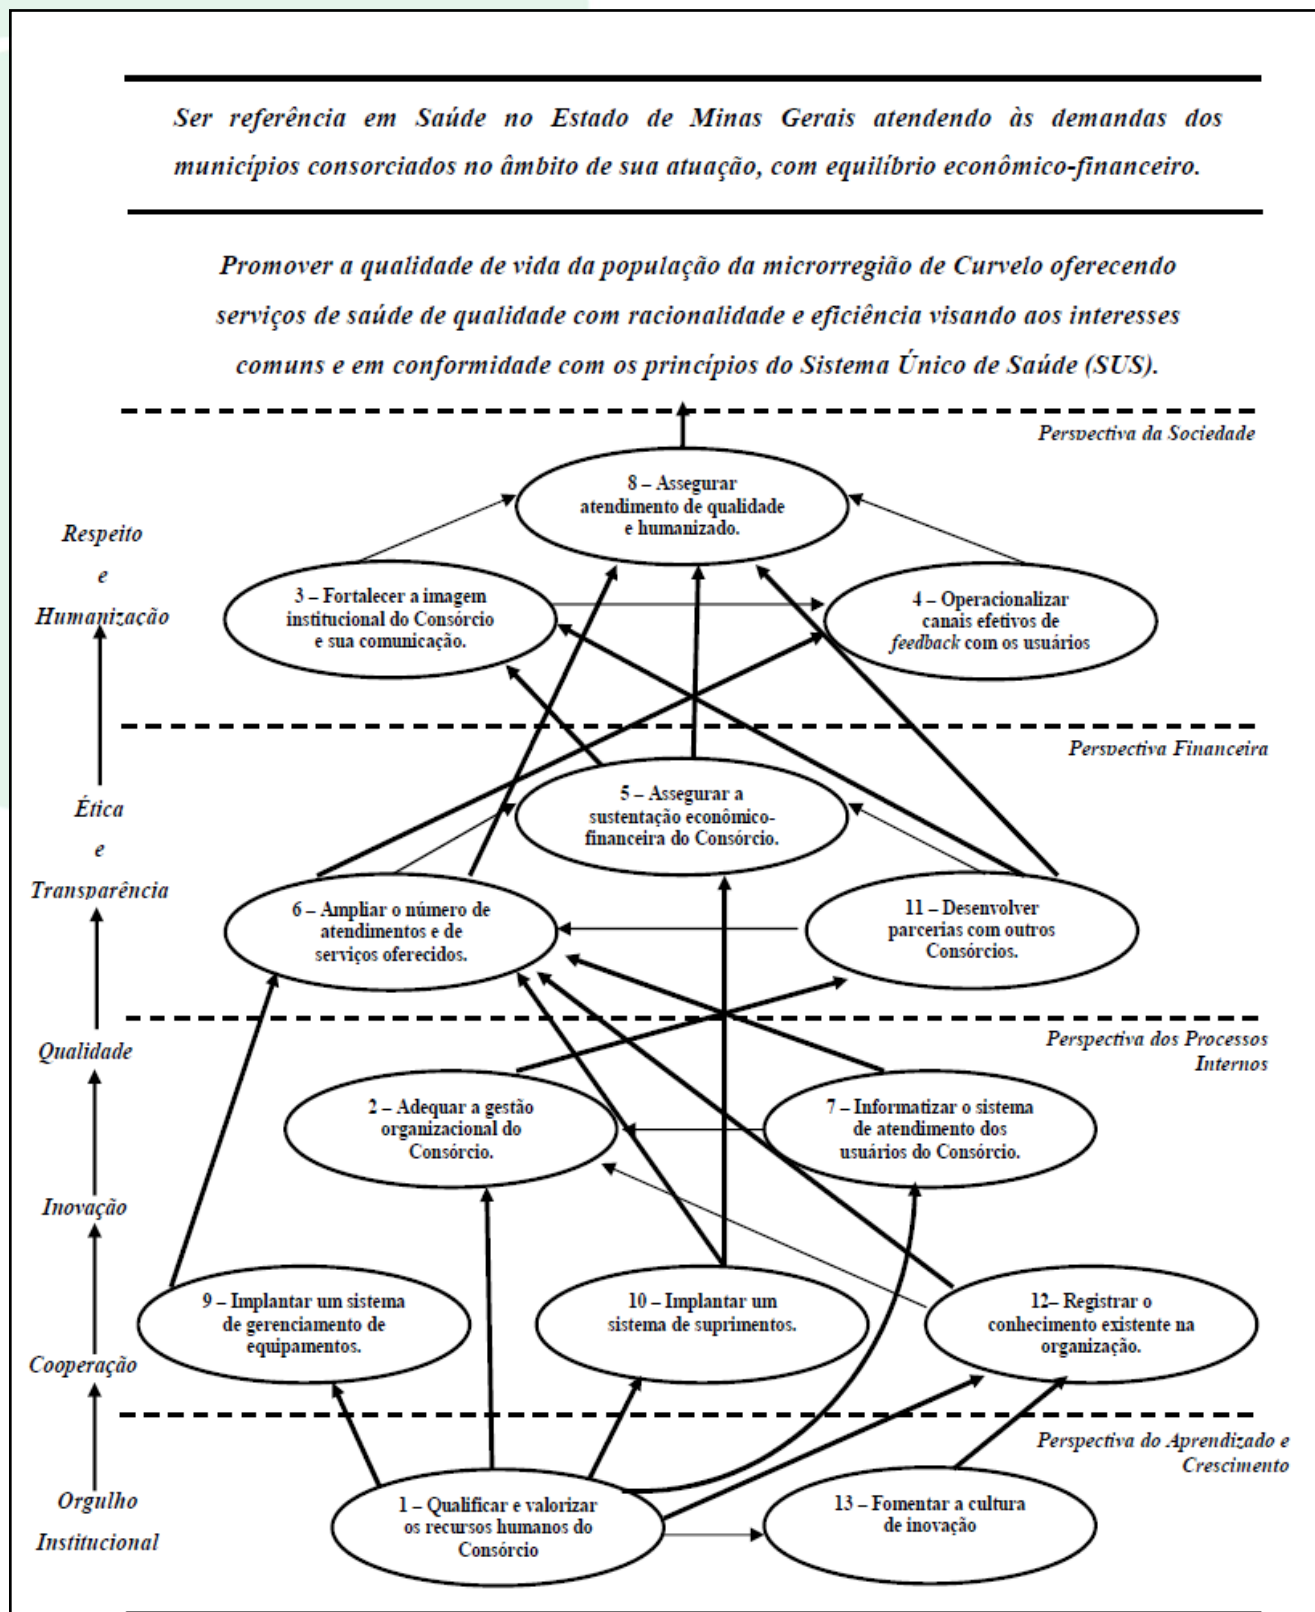 Ser referência em Saúde no Estado de Minas Gerais atendendo às demandas dos
municípios consorciados no âmbito de sua atuação, com equilíbrio econômico-financeiro.
Promover a qualidade de vida da população da microrregião de Curvelo oferecendo
serviços de saúde de qualidade com racionalidade e eficiência visando aos interesses
comuns e em conformidade com os princípios do Sistema Único de Saúde (SUS).
Perspectiva da Sociedade
8 – Assegurar
atendimento de qualidade
e humanizado.
Respeito
e
Humanização
3 – Fortalecer a imagem
institucional do Consórcio
e sua comunicação.
4 – Operacionalizar
canais efetivos de
feedback com os usuários
Perspectiva Financeira
5 – Assegurar a
sustentação econômico-
financeira do Consórcio.
Ética
e
Transparência
6 – Ampliar o número de
atendimentos e de
serviços oferecidos.
11 – Desenvolver
parcerias com outros
Consórcios.
Perspectiva dos Processos
Internos
Qualidade
2 – Adequar a gestão
organizacional do
Consórcio.
7 – Informatizar o sistema
de atendimento dos
usuários do Consórcio.
Inovação
9 – Implantar um sistema
de gerenciamento de
equipamentos.
10 – Implantar um
sistema de suprimentos.
12– Registrar o
conhecimento existente na
organização.
Cooperação
Perspectiva do Aprendizado e
Crescimento
Orgulho
Institucional
1 – Qualificar e valorizar
os recursos humanos do
Consórcio
13 – Fomentar a cultura
de inovação